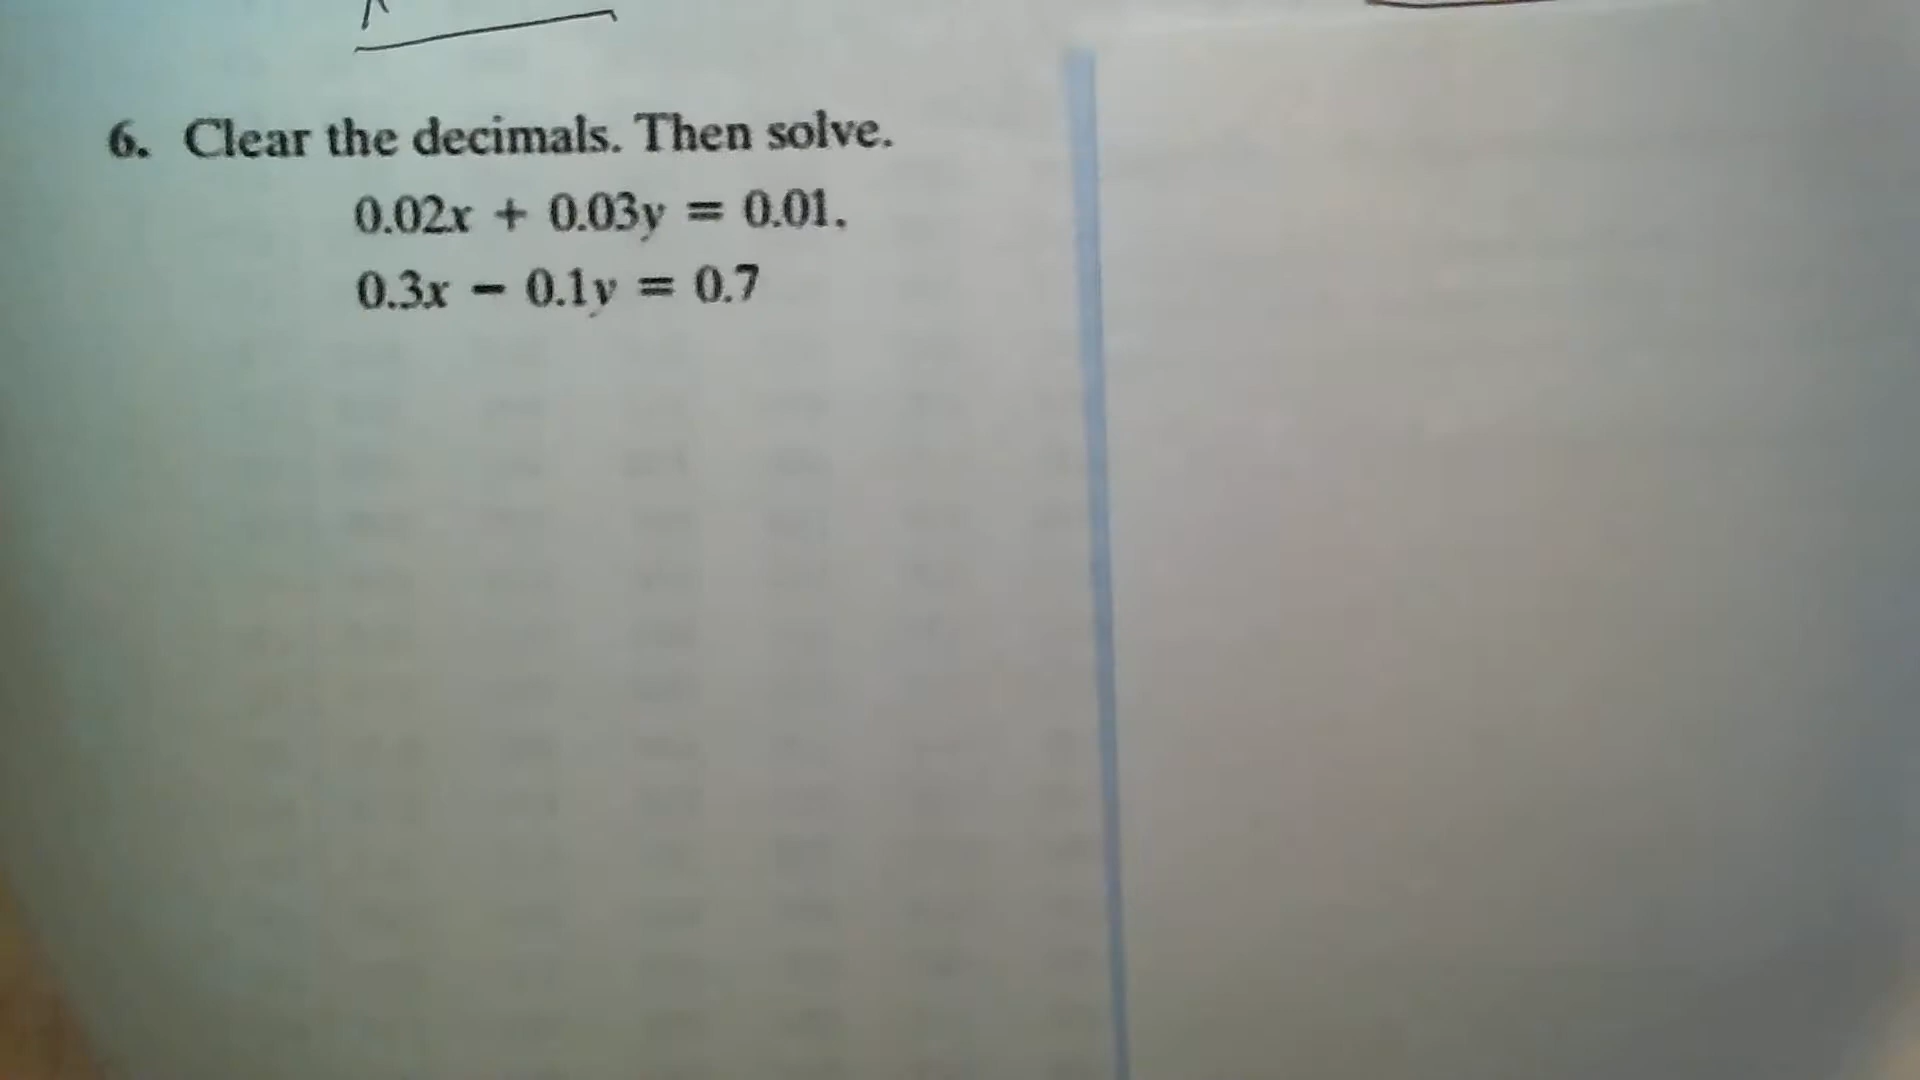 6. Clear the decimals. Then solve.
0.02x + 0.03y = 0.01.
0.3x − 0.1y = 0.7